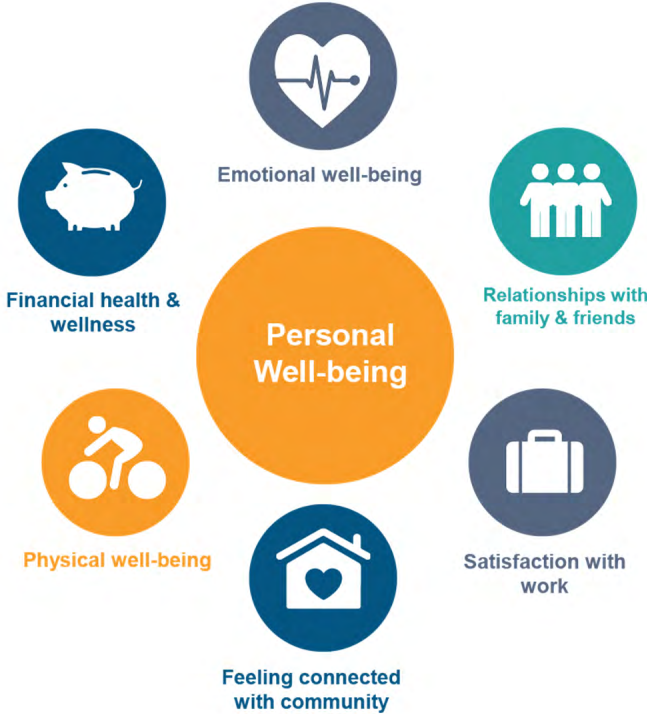 Emotional well-being
Financial health &
wellness
Relationships with
family & friends
Personal
Well-being
Physical well-being
Satisfaction with
work
Feeling connected
with community